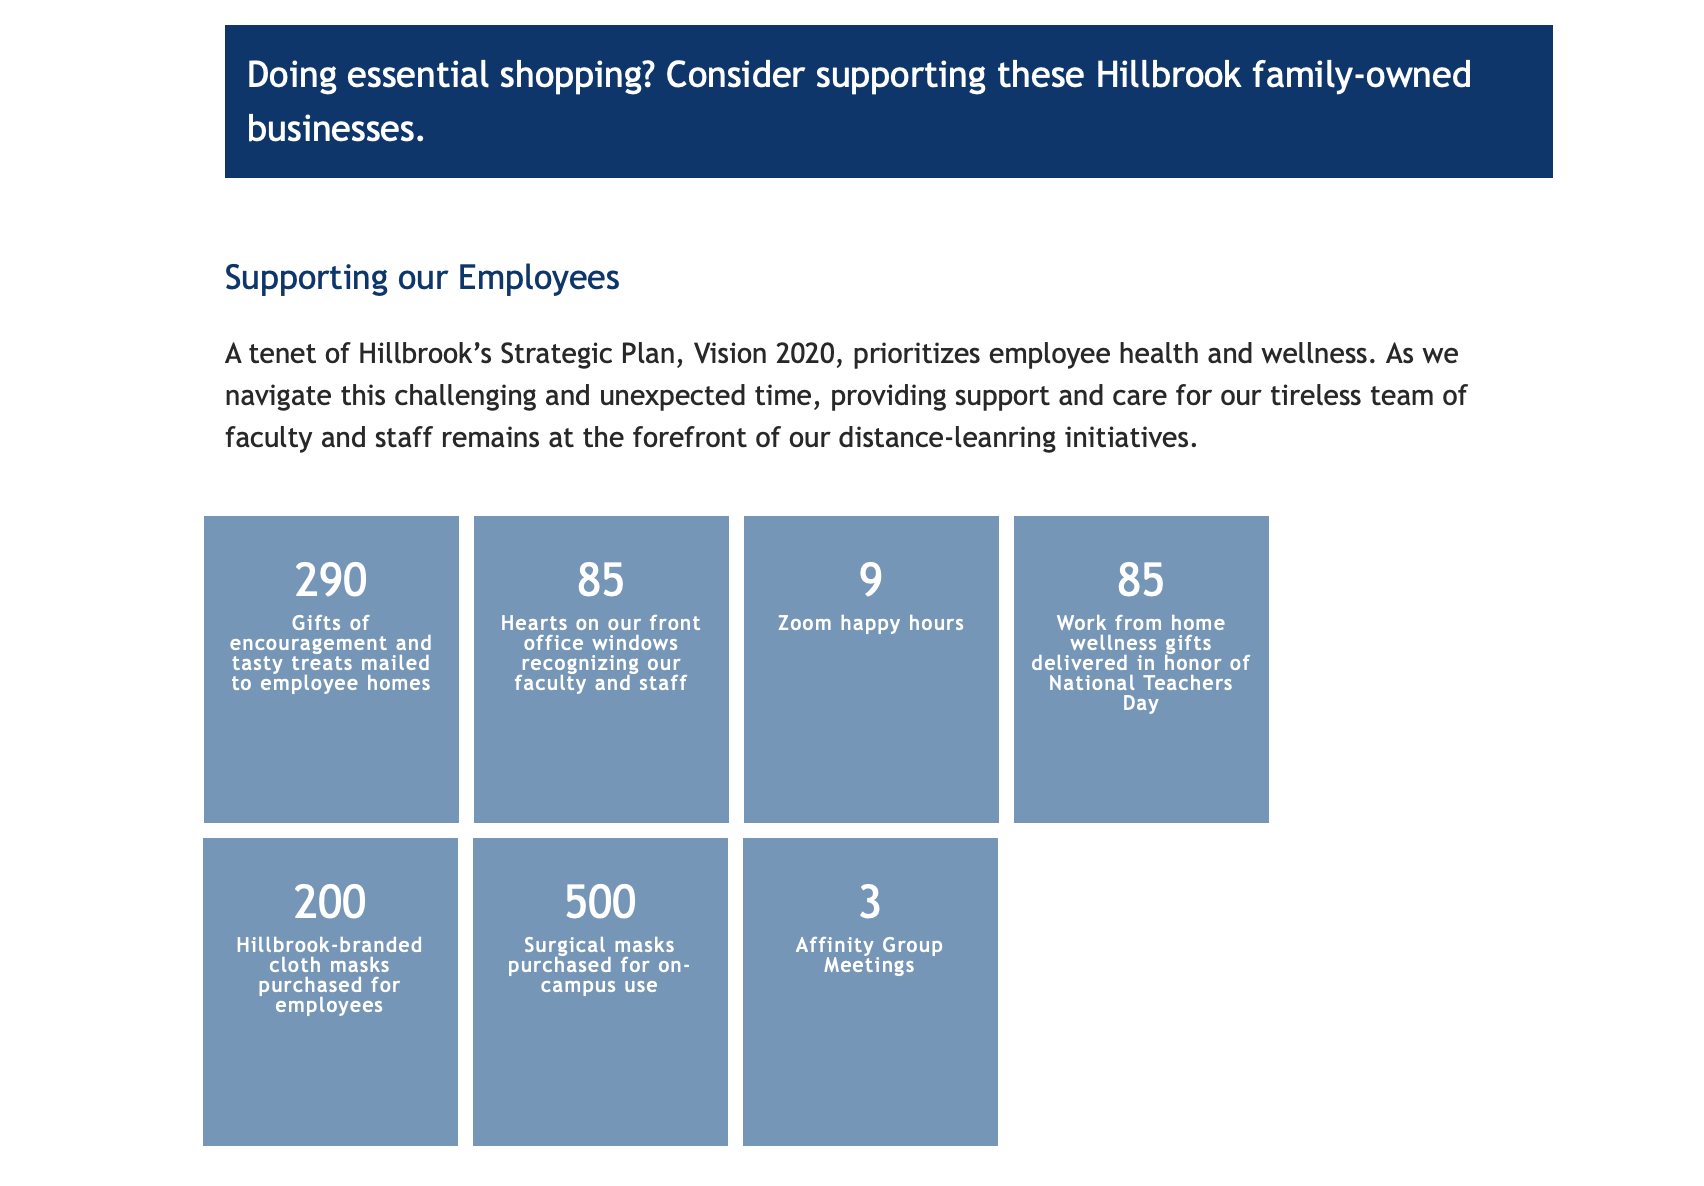 Doing essential shopping? Consider supporting these Hillbrook family-owned
businesses.
Supporting our Employees
A tenet of Hillbrook’s Strategic Plan, Vision 2020, prioritizes employee health and wellness. As we
navigate this challenging and unexpected time, providing support and care for our tireless team of
faculty and staff remains at the forefront of our distance-leanring initiatives.
290
Gifts of
encouragement and
tasty treats mailed
to employee homes
85
Hearts on our front
office windows
recognizing our
faculty and staff
9
Zoom happy hours
85
Work from home
wellness gifts
delivered in honor of
National Teachers
Day
200
Hillbrook-branded
cloth masks
purchased for
employees
500
Surgical masks
purchased for on-
campus use
3
Affinity Group
Meetings